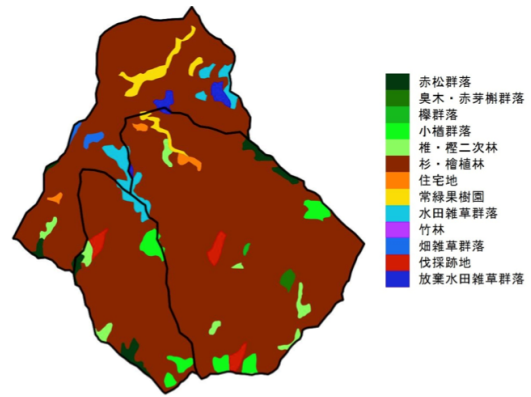 赤松群落
臭木・赤芽槲群落
欅群落
小楢群落
椎・樫二次林
杉・檜植林
住宅地
常緑果樹園
水田雑草群落
竹林
畑雑草群落
伐採跡地
放棄水田雑草群落